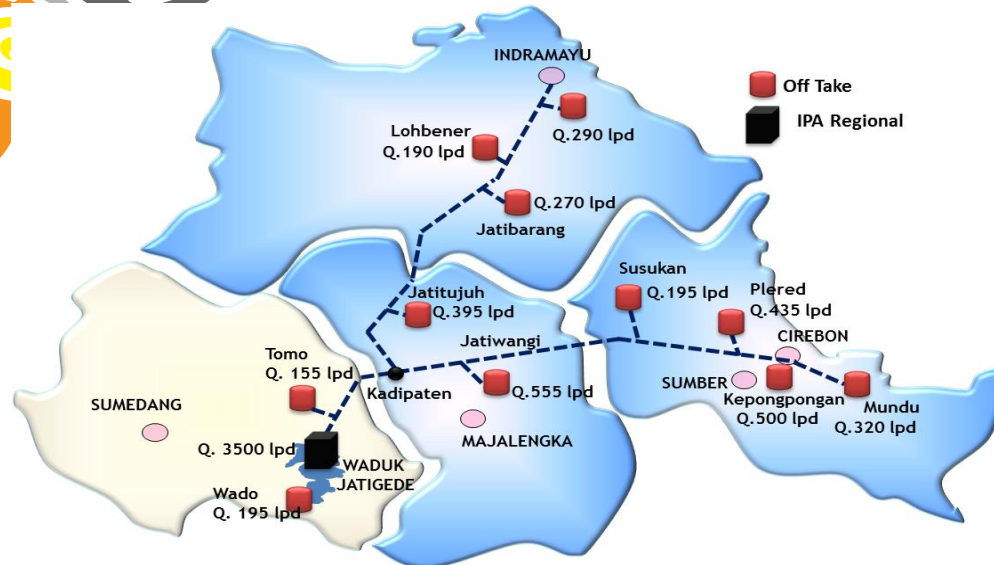 INDRAMAYU
Off Take
IPA Regional
Q.290 lpd
Lohbener
Q.190 lpd
Q.270 lpd
Jatibarang
Susukan
Q.195 lpd
Plered
Q.435 lpd
Jatitujuh
Q.395 lpd
Jatiwangi
CIREBON
Tomo
Q. 155 lpd
Kadipaten
Q.555 lpd
SUMBER
Kepongpongan
Q.500 lpd
Mundu
Q.320 lpd
SUMEDANG
MAJALENGKA
Q. 3500 lpd
WADUK
JATIGEDE
Wado
Q. 195 lpd